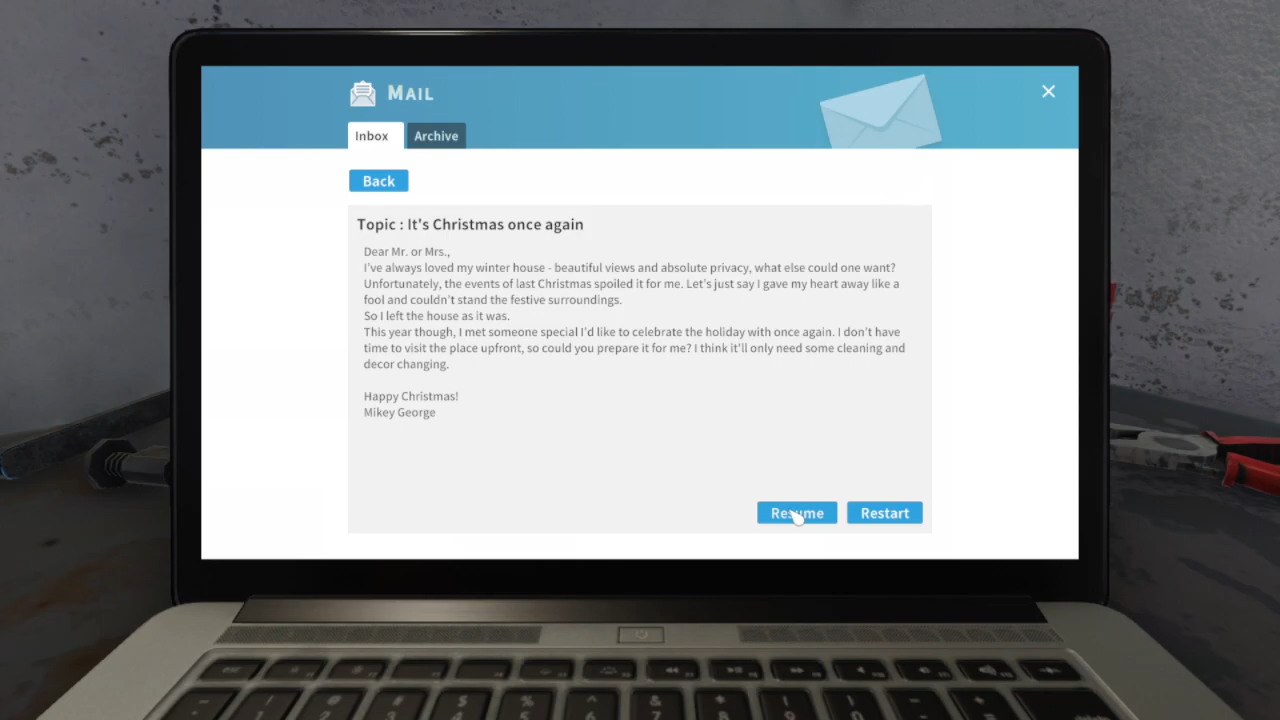 MAIL
Inbox
Archive
Back
Topic : It's Christmas once again
Dear Mr. or Mrs.,
I've always loved my winter house - beautiful views and absolute privacy, what else could one want?
Unfortunately, the events of last Christmas spoiled it for me. Let's just say I gave my heart away like a
fool and couldn't stand the festive surroundings.
So I left the house as it was.
This year though, I met someone special I'd like to celebrate the holiday with once again. I don't have
time to visit the place upfront, so could you prepare it for me? I think it'll only need some cleaning and
decor changing.
Happy Christmas!
Mikey George
Resume
Restart